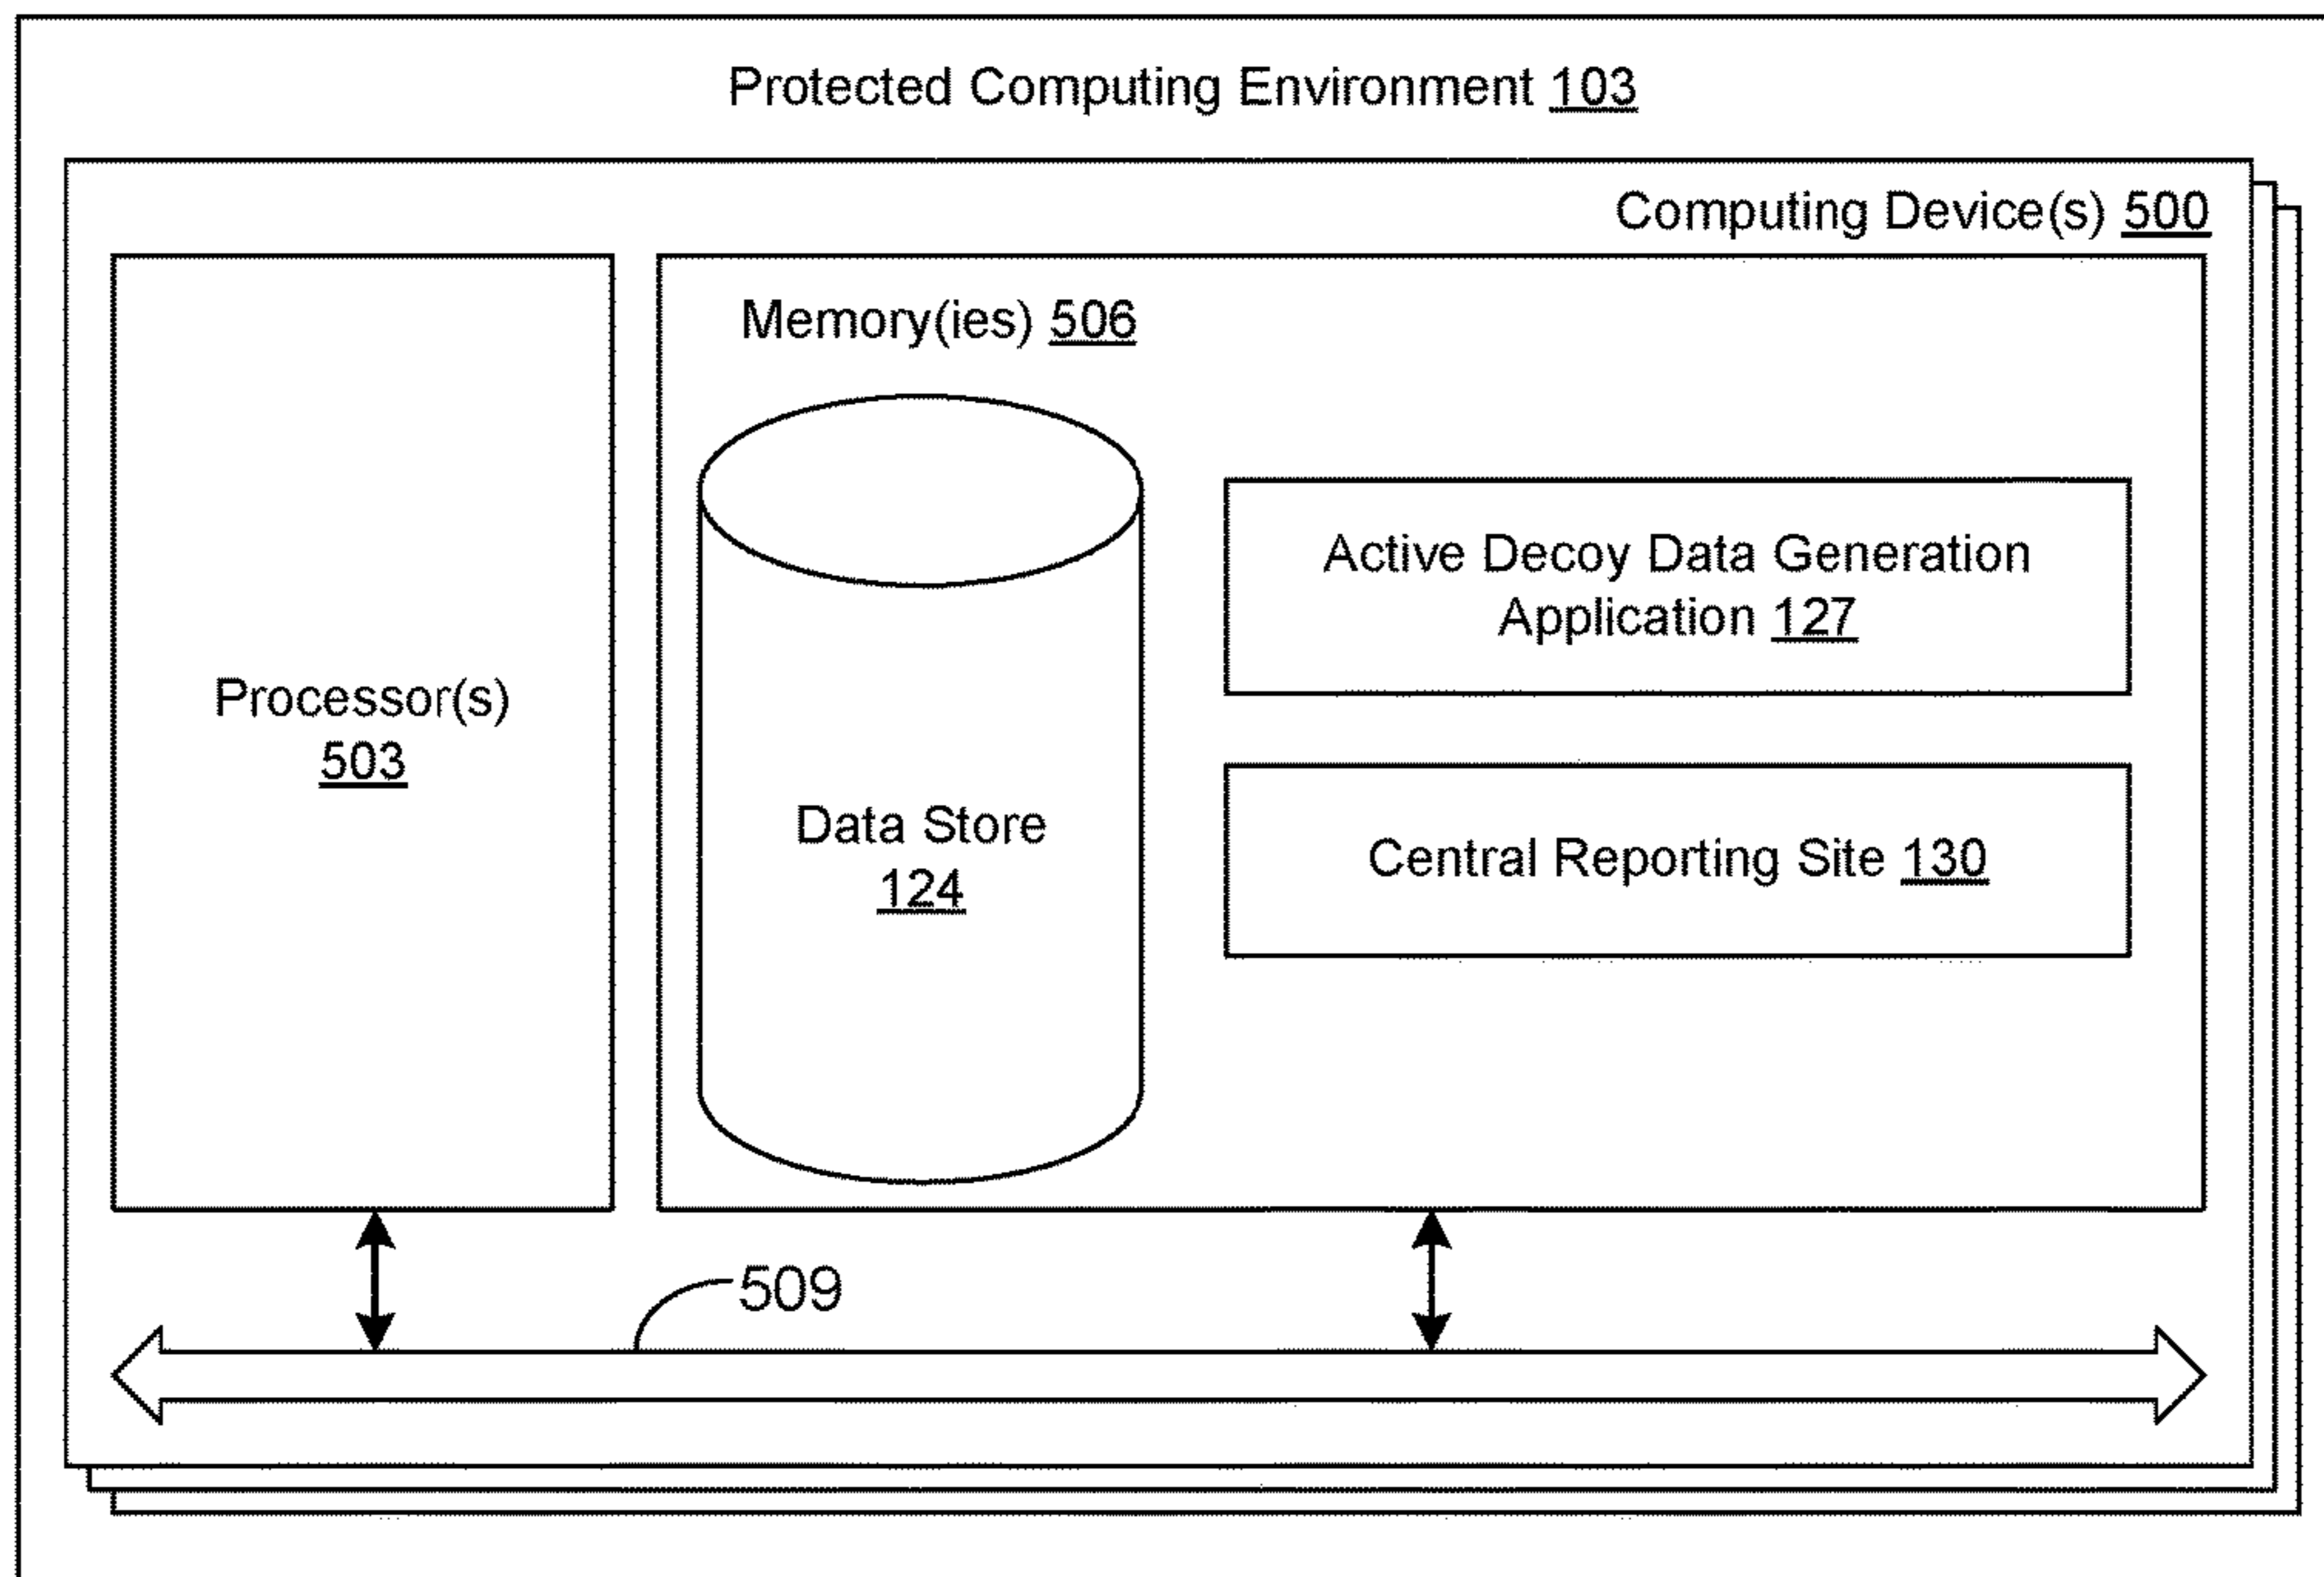 Protected Computing Environment 103
Computing Device(s) 500
Memory(ies) 506
Active Decoy Data Generation
Application 127
Processor(s)
503
Data Store
124
Central Reporting Site 130
509